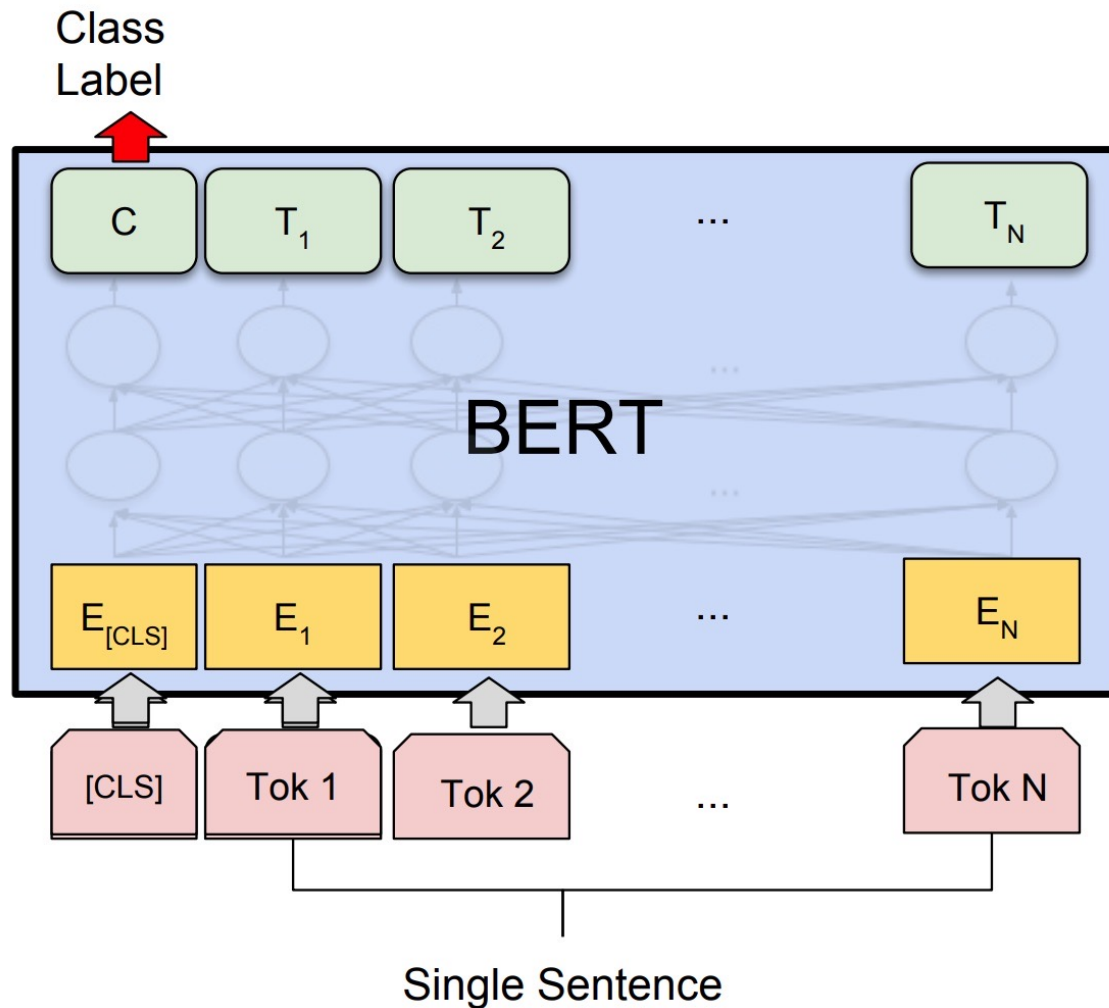 Class
Label
C T1 T2 ... TN
...
BERT
...
E[CLS] E1 E2 ... EN
[CLS] Tok 1 Tok 2 ... Tok N
Single Sentence